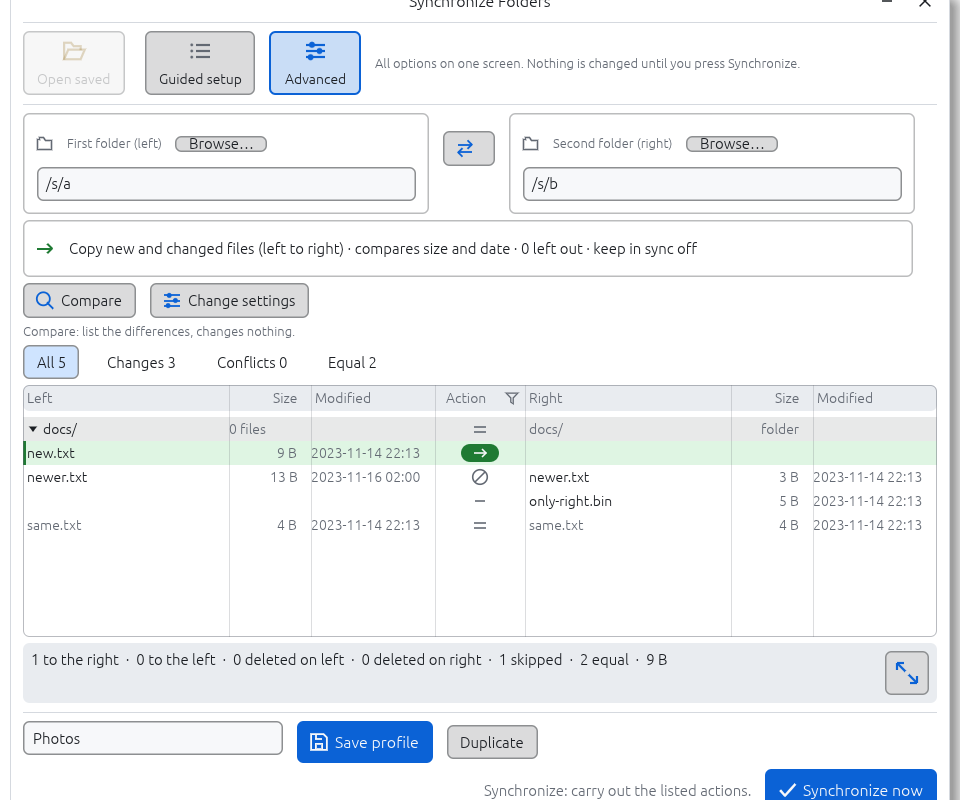 Synchronize Folders
Open saved
Guided setup
Advanced
All options on one screen. Nothing is changed until you press Synchronize.
First folder (left) Browse...
/s/a
Second folder (right) Browse...
/s/b
Copy new and changed files (left to right) · compares size and date · 0 left out · keep in sync off
Compare Change settings
Compare: list the differences, changes nothing.
All 5 Changes 3 Conflicts 0 Equal 2
Left Size Modified Action Right Size Modified
docs/ 0 files = docs/ folder
new.txt 9 B 2023-11-14 22:13 →
newer.txt 13 B 2023-11-16 02:00 newer.txt 3 B 2023-11-14 22:13
– only-right.bin 5 B 2023-11-14 22:13
same.txt 4 B 2023-11-14 22:13 = same.txt 4 B 2023-11-14 22:13
1 to the right · 0 to the left · 0 deleted on left · 0 deleted on right · 1 skipped · 2 equal · 9 B
Photos Save profile Duplicate
Synchronize: carry out the listed actions. Synchronize now